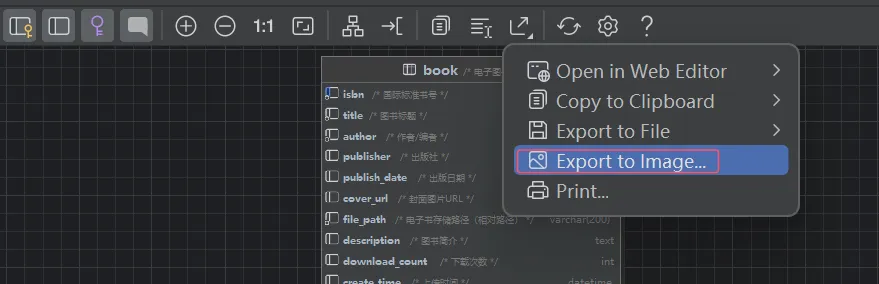 1:1
book /* 电子图
Open in Web Editor
isbn /* 国际标准书号 */
Copy to Clipboard
title /* 图书标题 */
Export to File
author /* 作者/编者 */
Export to Image...
publisher /* 出版社 */
Print...
publish_date /* 出版日期 */
cover_url /* 封面图片URL */
file_path /* 电子书存储路径（相对路径） */ varchar(200)
description /* 图书简介 */ text
download_count /* 下载次数 */ int
create_time /* 上传时间 */ datetime